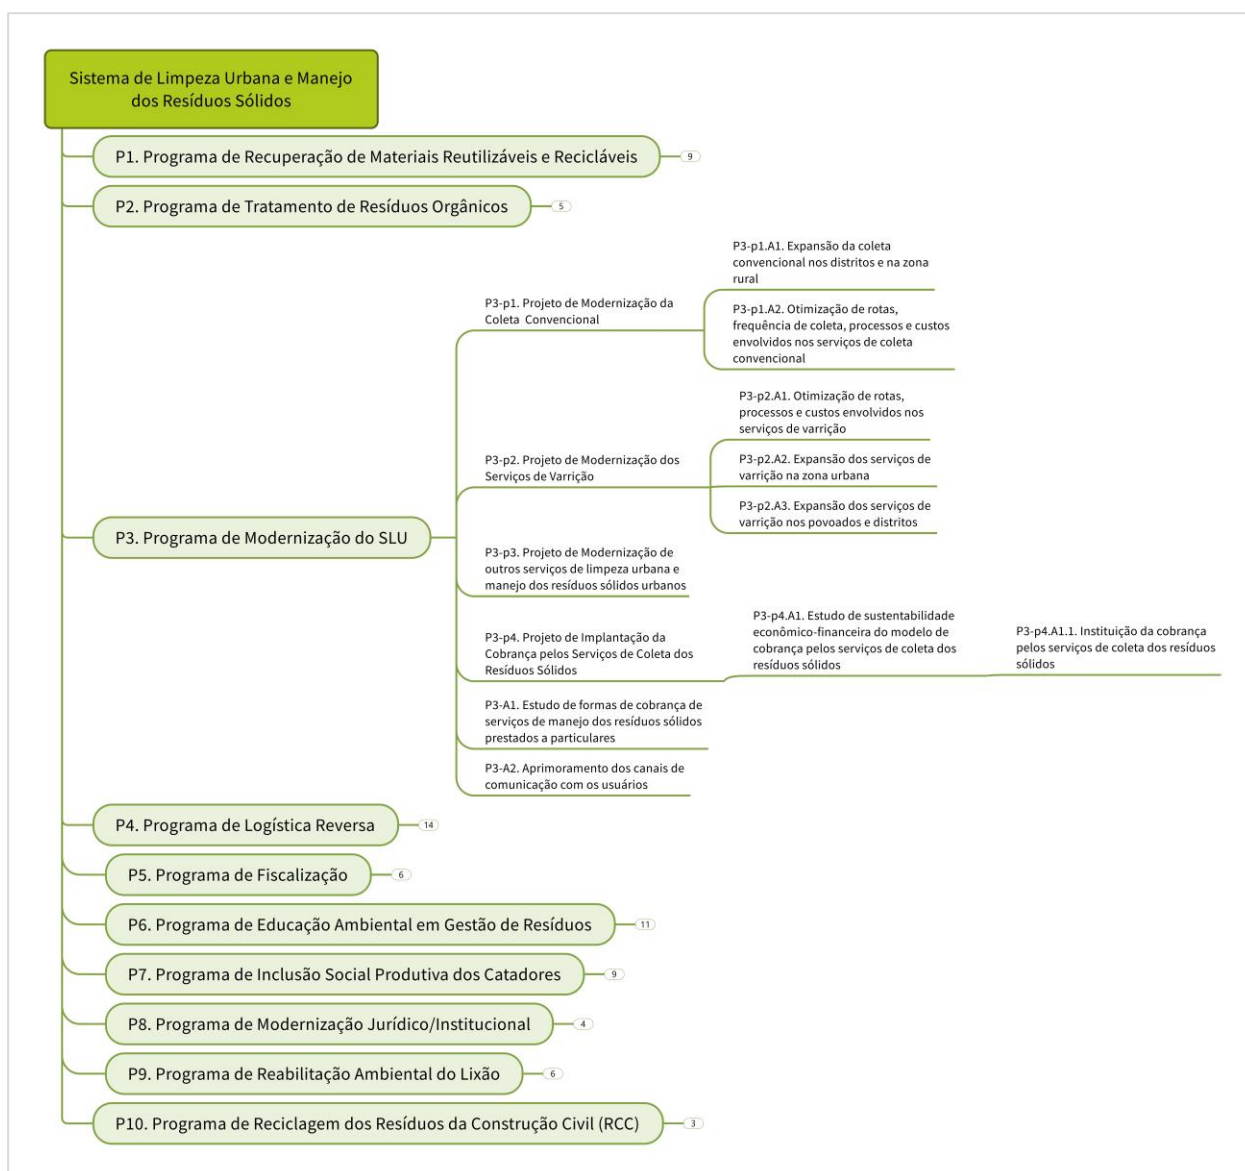 Sistema de Limpeza Urbana e Manejo
dos Resíduos Sólidos
P1. Programa de Recuperação de Materiais Reutilizáveis e Recicláveis
9
P2. Programa de Tratamento de Resíduos Orgânicos
5
P3. Programa de Modernização do SLU
P3-p1. Projeto de Modernização da
Coleta Convencional
P3-p1.A1. Expansão da coleta
convencional nos distritos e na zona
rural
P3-p1.A2. Otimização de rotas,
frequência de coleta, processos e custos
envolvidos nos serviços de coleta
convencional
P3-p2. Projeto de Modernização dos
Serviços de Varrição
P3-p2.A1. Otimização de rotas,
processos e custos envolvidos nos
serviços de varrição
P3-p2.A2. Expansão dos serviços de
varrição na zona urbana
P3-p2.A3. Expansão dos serviços de
varrição nos povoados e distritos
P3-p3. Projeto de Modernização de
outros serviços de limpeza urbana e
manejo dos resíduos sólidos urbanos
P3-p4. Projeto de Implantação da
Cobrança pelos Serviços de Coleta dos
Resíduos Sólidos
P3-p4.A1. Estudo de sustentabilidade
econômico-financeira do modelo de
cobrança pelos serviços de coleta dos
resíduos sólidos
P3-p4.A1.1. Instituição da cobrança
pelos serviços de coleta dos resíduos
sólidos
P3-A1. Estudo de formas de cobrança de
serviços de manejo dos resíduos sólidos
prestados a particulares
P3-A2. Aprimoramento dos canais de
comunicação com os usuários
P4. Programa de Logística Reversa
14
P5. Programa de Fiscalização
6
P6. Programa de Educação Ambiental em Gestão de Resíduos
11
P7. Programa de Inclusão Social Produtiva dos Catadores
9
P8. Programa de Modernização Jurídico/Institucional
4
P9. Programa de Reabilitação Ambiental do Lixão
6
P10. Programa de Reciclagem dos Resíduos da Construção Civil (RCC)
3